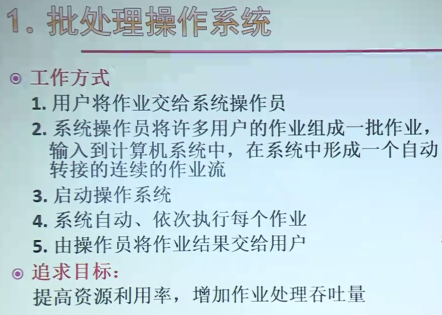 1. 批处理操作系统
工作方式
1. 用户将作业交给系统操作员
2. 系统操作员将许多用户的作业组成一批作业，
输入到计算机系统中，在系统中形成一个自动
转接的连续的作业流
3. 启动操作系统
4. 系统自动、依次执行每个作业
5. 由操作员将作业结果交给用户
追求目标：
提高资源利用率，增加作业处理吞吐量